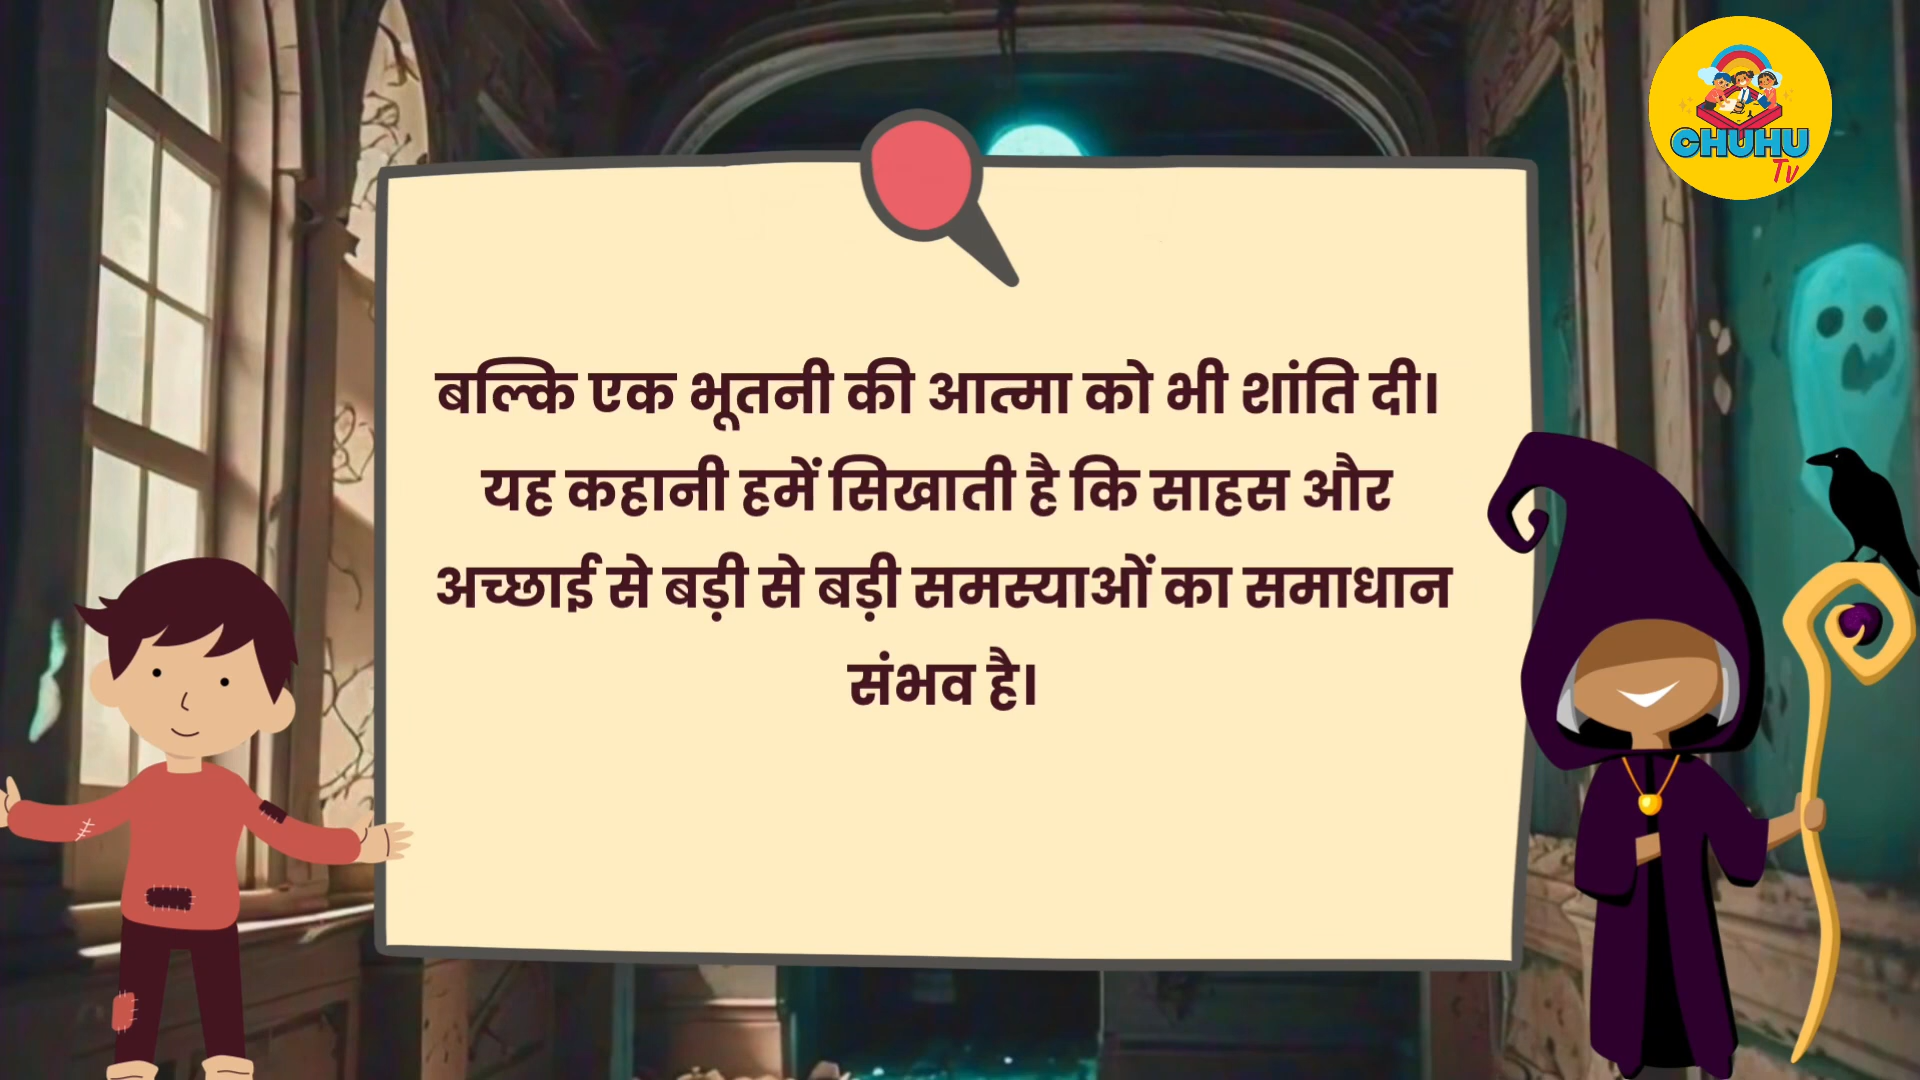 CHUHU
Tv
बल्कि एक भूतनी की आत्मा को भी शांति दी।
यह कहानी हमें सिखाती है कि साहस और
अच्छाई से बड़ी से बड़ी समस्याओं का समाधान
संभव है।